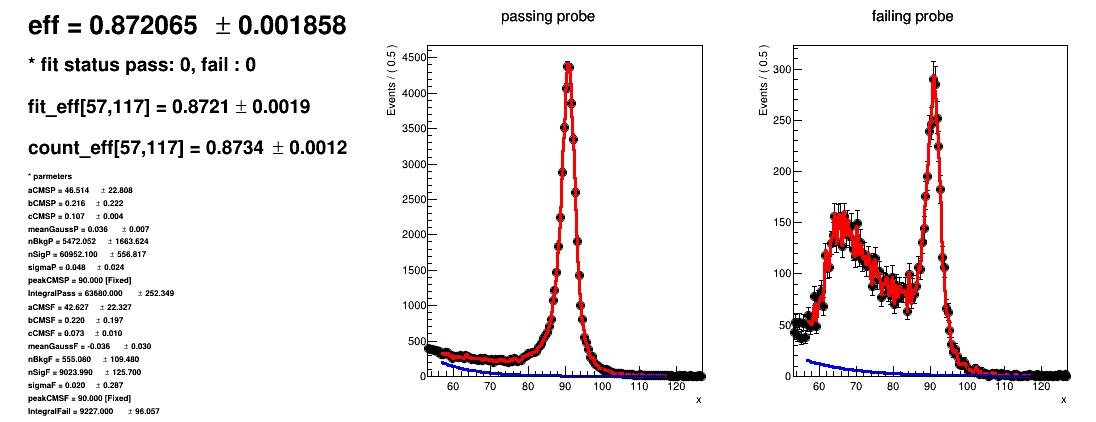 eff = 0.872065 ± 0.001858
* fit status pass: 0, fail : 0
fit_eff[57,117] = 0.8721 ± 0.0019
count_eff[57,117] = 0.8734 ± 0.0012
* parmeters
aCMSP = 46.514 ± 22.808
bCMSP = 0.216 ± 0.222
cCMSP = 0.107 ± 0.004
meanGaussP = 0.036 ± 0.007
nBkgP = 5472.052 ± 1663.624
nSigP = 60952.100 ± 556.817
sigmaP = 0.048 ± 0.024
peakCMSP = 90.000 [Fixed]
IntegralPass = 63680.000 ± 252.349
aCMSF = 42.627 ± 22.327
bCMSF = 0.220 ± 0.197
cCMSF = 0.073 ± 0.010
meanGaussF = -0.036 ± 0.030
nBkgF = 555.080 ± 109.480
nSigF = 9023.990 ± 125.700
sigmaF = 0.020 ± 0.287
peakCMSF = 90.000 [Fixed]
IntegralFail = 9227.000 ± 96.057
passing probe
Events / ( 0.5 )
4500
4000
3500
3000
2500
2000
1500
1000
500
0
60 70 80 90 100 110 120
x
failing probe
Events / ( 0.5 )
300
250
200
150
100
50
0
60 70 80 90 100 110 120
x